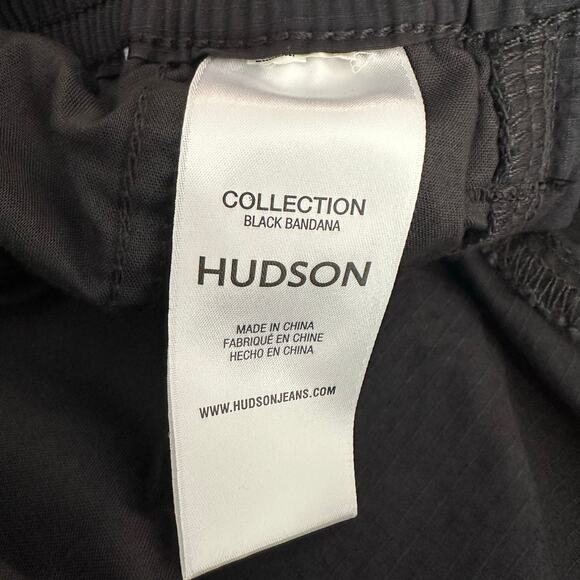 COLLECTION
BLACK BANDANA
HUDSON
MADE IN CHINA
FABRIQUÉ EN CHINE
HECHO EN CHINA
WWW.HUDSONJEANS.COM